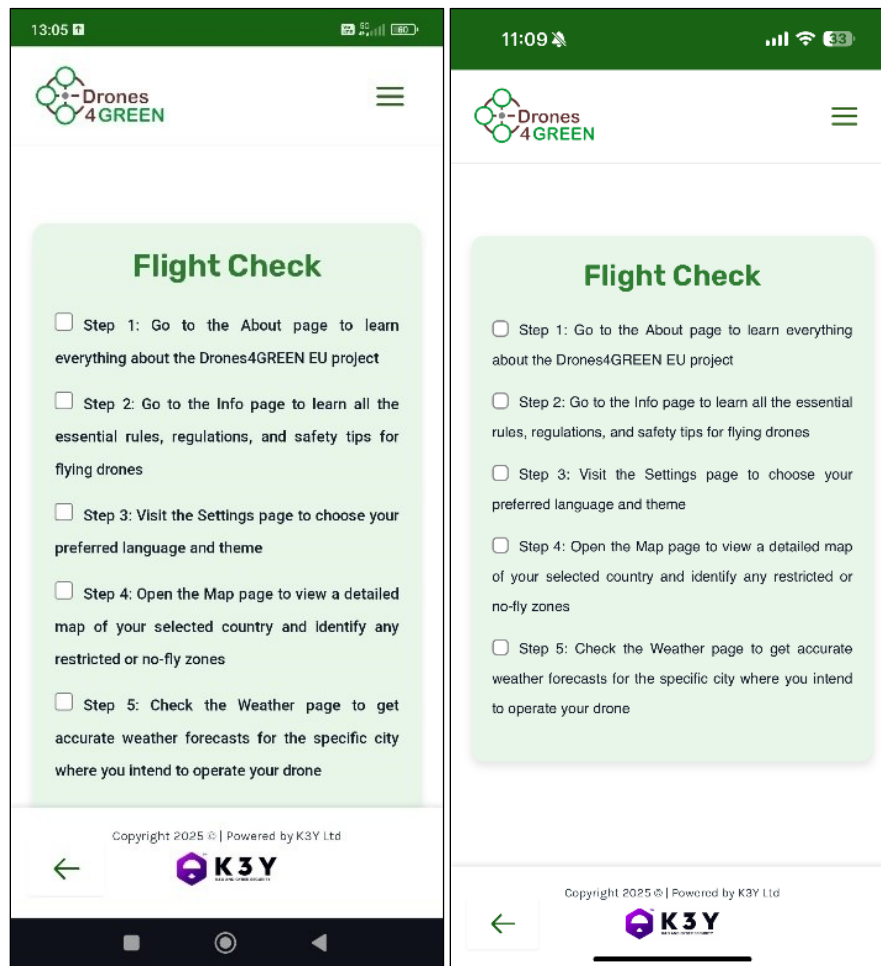 13:05
5G
60
Drones
4GREEN
Flight Check
Step 1: Go to the About page to learn
everything about the Drones4GREEN EU project
Step 2: Go to the Info page to learn all the
essential rules, regulations, and safety tips for
flying drones
Step 3: Visit the Settings page to choose your
preferred language and theme
Step 4: Open the Map page to view a detailed
map of your selected country and identify any
restricted or no-fly zones
Step 5: Check the Weather page to get
accurate weather forecasts for the specific city
where you intend to operate your drone
Copyright 2025 © | Powered by K3Y Ltd
K3Y
11:09
33
Drones
4GREEN
Flight Check
Step 1: Go to the About page to learn everything
about the Drones4GREEN EU project
Step 2: Go to the Info page to learn all the essential
rules, regulations, and safety tips for flying drones
Step 3: Visit the Settings page to choose your
preferred language and theme
Step 4: Open the Map page to view a detailed map
of your selected country and identify any restricted or
no-fly zones
Step 5: Check the Weather page to get accurate
weather forecasts for the specific city where you intend
to operate your drone
Copyright 2025 © | Powered by K3Y Ltd
K3Y